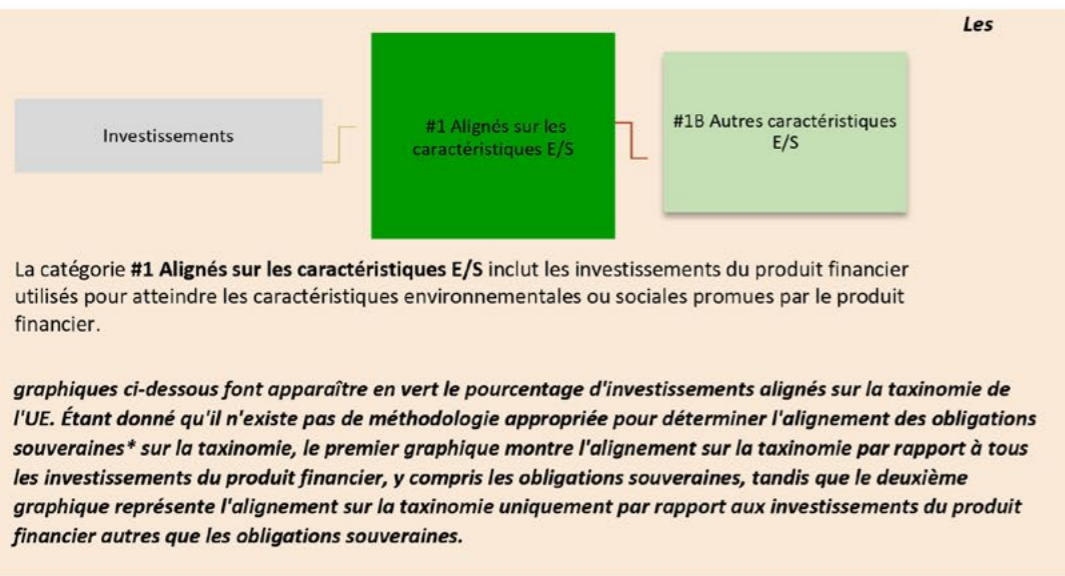 Les
Investissements
#1 Alignés sur les
caractéristiques E/S
#1B Autres caractéristiques
E/S
La catégorie #1 Alignés sur les caractéristiques E/S inclut les investissements du produit financier
utilisés pour atteindre les caractéristiques environnementales ou sociales promues par le produit
financier.
graphiques ci-dessous font apparaître en vert le pourcentage d'investissements alignés sur la taxinomie de
l'UE. Étant donné qu'il n'existe pas de méthodologie appropriée pour déterminer l'alignement des obligations
souveraines* sur la taxinomie, le premier graphique montre l'alignement sur la taxinomie par rapport à tous
les investissements du produit financier, y compris les obligations souveraines, tandis que le deuxième
graphique représente l'alignement sur la taxinomie uniquement par rapport aux investissements du produit
financier autres que les obligations souveraines.